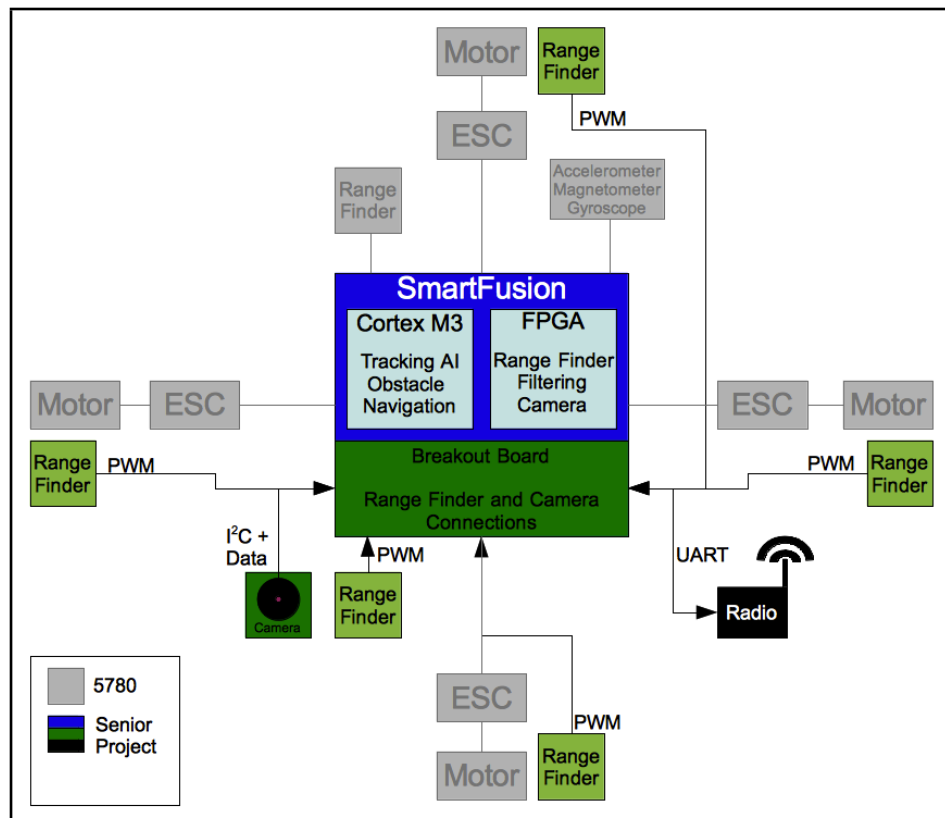 Motor
Range
Finder
PWM
ESC
Range
Finder
Accelerometer
Magnetometer
Gyroscope
SmartFusion
Cortex M3
Tracking AI
Obstacle
Navigation
FPGA
Range Finder
Filtering
Camera
Motor
ESC
ESC
Motor
Range
Finder
PWM
Breakout Board
Range Finder and Camera
Connections
PWM
Range
Finder
I²C +
Data
Camera
PWM
Range
Finder
UART
Radio
5780
Senior
Project
ESC
Motor
PWM
Range
Finder